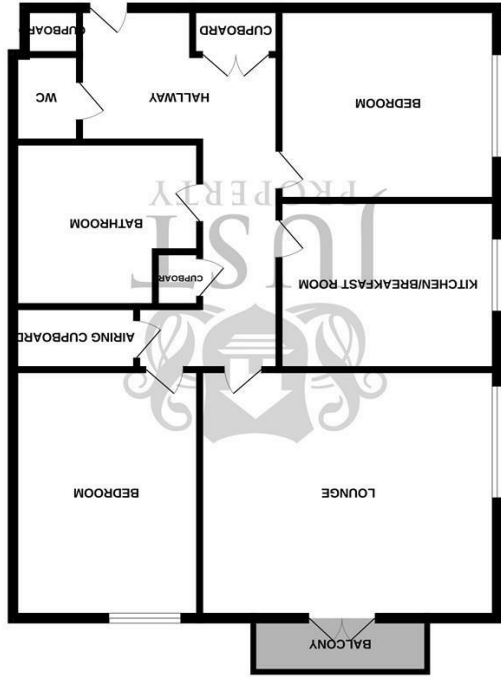 CUPBOARD
CUPBOARD
WC
HALLWAY
BEDROOM
PROPERTY
JUST
BATHROOM
CUPBOARD
KITCHEN/BREAKFAST ROOM
AIRING CUPBOARD
BEDROOM
LOUNGE
BALCONY